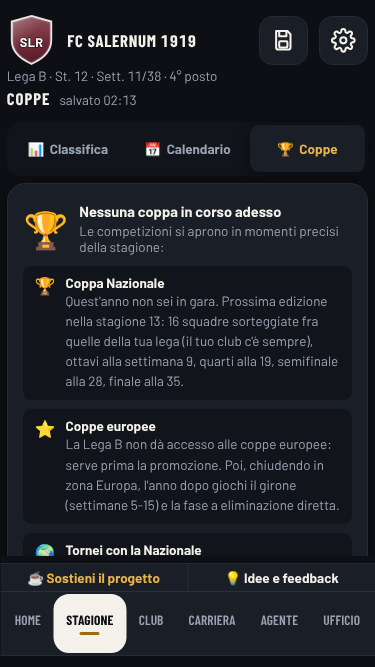 SLR
FC SALERNUM 1919
Lega B · St. 12 · Sett. 11/38 · 4° posto
COPPE salvato 02:13
Classifica
Calendario
Coppe
Nessuna coppa in corso adesso
Le competizioni si aprono in momenti precisi
della stagione:
Coppa Nazionale
Quest'anno non sei in gara. Prossima edizione
nella stagione 13: 16 squadre sorteggiate fra
quelle della tua lega (il tuo club c'è sempre),
ottavi alla settimana 9, quarti alla 19, semifinale
alla 28, finale alla 35.
Coppe europee
La Lega B non dà accesso alle coppe europee:
serve prima la promozione. Poi, chiudendo in
zona Europa, l'anno dopo giochi il girone
(settimane 5-15) e la fase a eliminazione diretta.
Tornei con la Nazionale
Sostieni il progetto
Idee e feedback
HOME
STAGIONE
CLUB
CARRIERA
AGENTE
UFFICIO